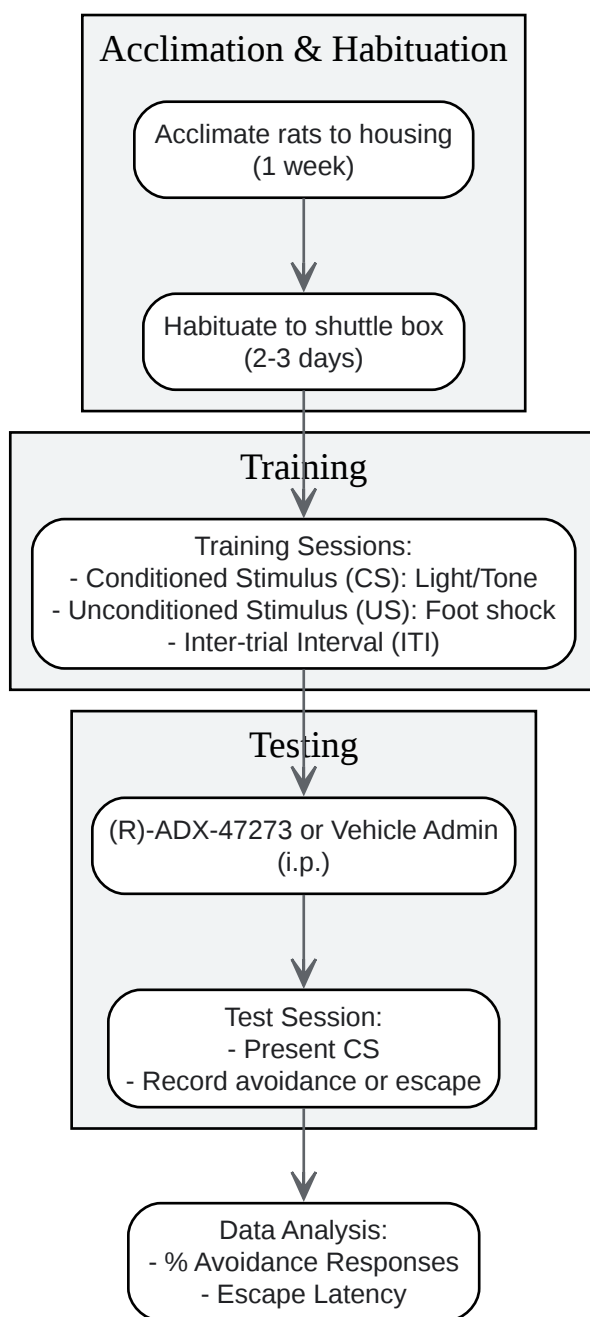 Acclimation & Habituation
Acclimate rats to housing
(1 week)
Habituate to shuttle box
(2-3 days)
Training
Training Sessions:
- Conditioned Stimulus (CS): Light/Tone
- Unconditioned Stimulus (US): Foot shock
- Inter-trial Interval (ITI)
Testing
(R)-ADX-47273 or Vehicle Admin
(i.p.)
Test Session:
- Present CS
- Record avoidance or escape
Data Analysis:
- % Avoidance Responses
- Escape Latency